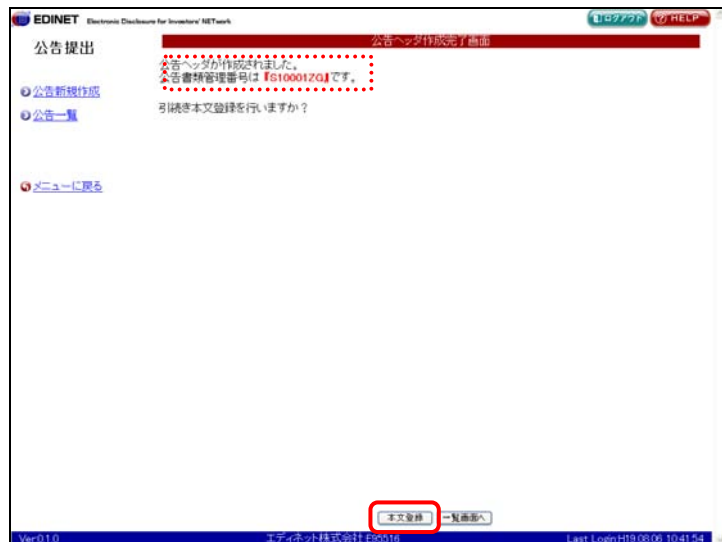 EDINET Electronic Disclosure for Investors' NETwork
ログアウト
HELP
公告提出
公告ヘッダ作成完了画面
公告ヘッダが作成されました。
公告書類管理番号は『S10001ZG』です。
公告新規作成
公告一覧
引続き本文登録を行いますか？
メニューに戻る
本文登録
一覧画面へ
Ver.0.1.0
エディネット株式会社 E95516
Last Login:H19.08.06 10:41:54